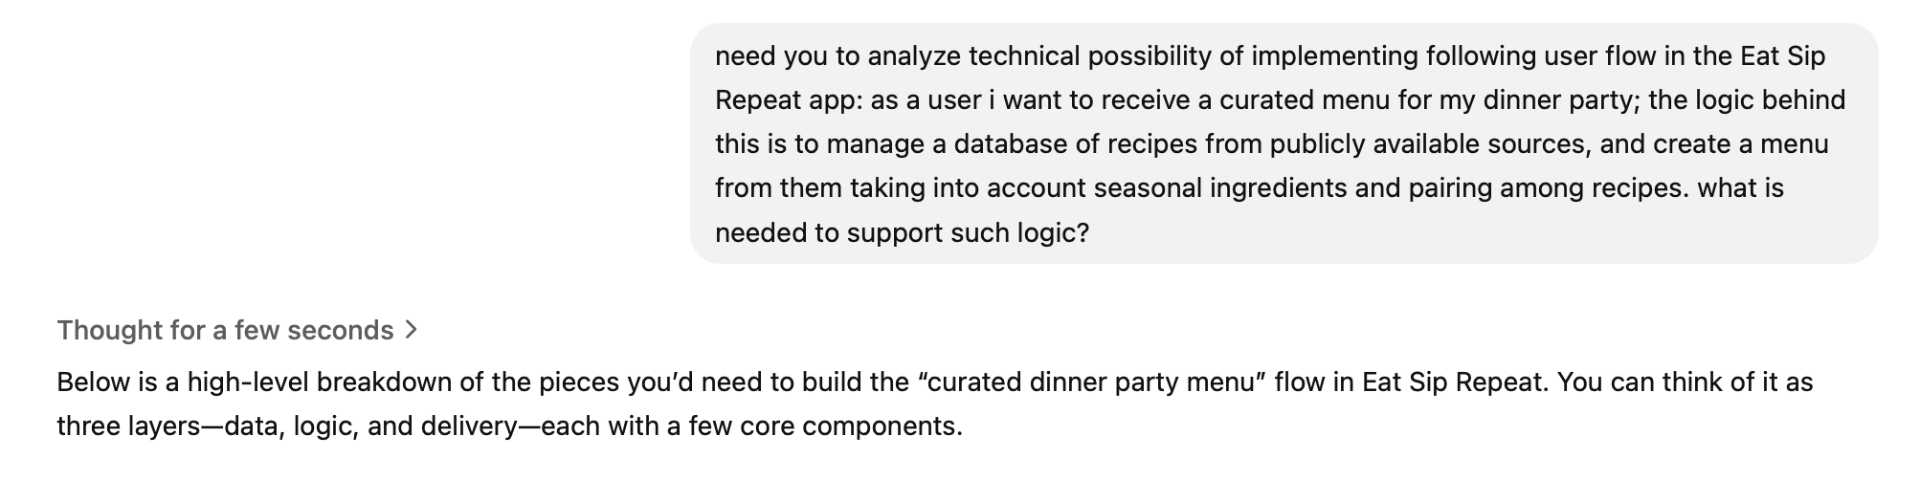 need you to analyze technical possibility of implementing following user flow in the Eat Sip
Repeat app: as a user i want to receive a curated menu for my dinner party; the logic behind
this is to manage a database of recipes from publicly available sources, and create a menu
from them taking into account seasonal ingredients and pairing among recipes. what is
needed to support such logic?
Thought for a few seconds >
Below is a high-level breakdown of the pieces you’d need to build the “curated dinner party menu” flow in Eat Sip Repeat. You can think of it as
three layers—data, logic, and delivery—each with a few core components.